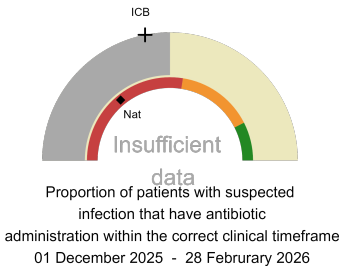 ICB
Nat
Insufficient
data
Proportion of patients with suspected
infection that have antibiotic
administration within the correct clinical timeframe
01 December 2025 - 28 Februrary 2026